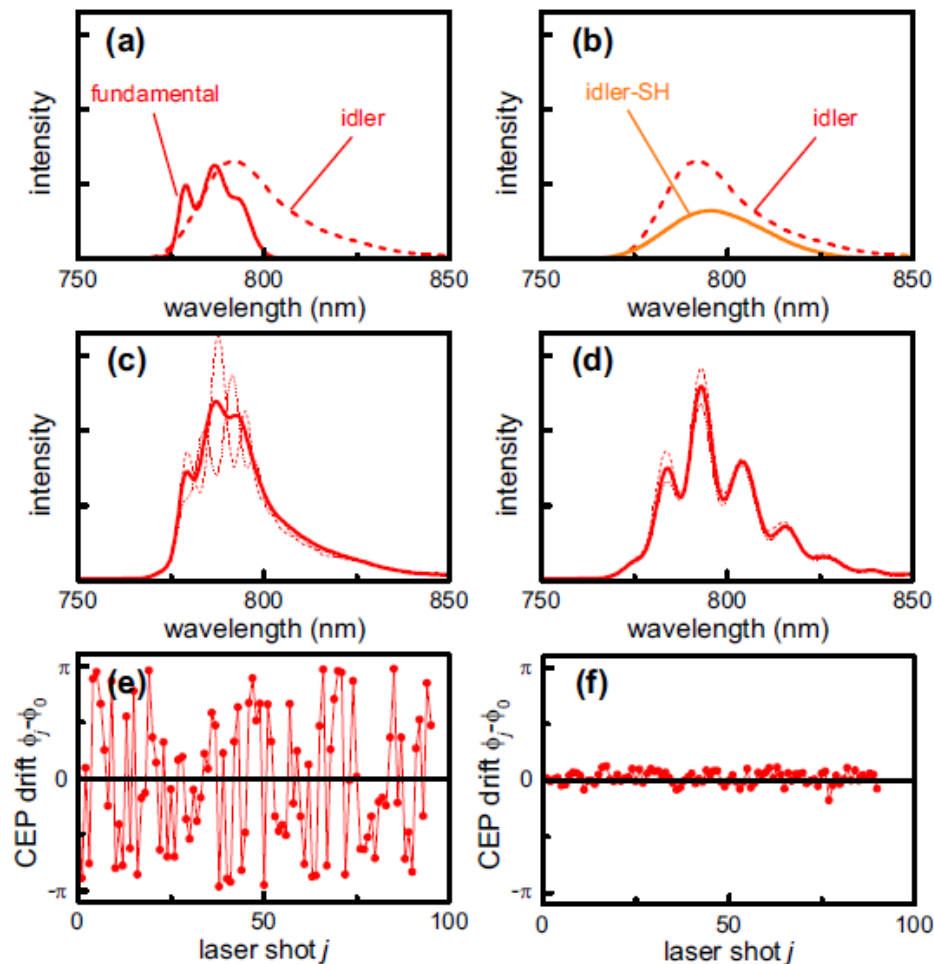 (a)
fundamental
idler
intensity
750
800
850
wavelength (nm)
(b)
idler-SH
idler
intensity
750
800
850
wavelength (nm)
(c)
intensity
750
800
850
wavelength (nm)
(d)
intensity
750
800
850
wavelength (nm)
(e)
CEP drift ϕj-ϕ0
π
0
-π
0
50
100
laser shot j
(f)
CEP drift ϕj-ϕ0
π
0
-π
0
50
100
laser shot j